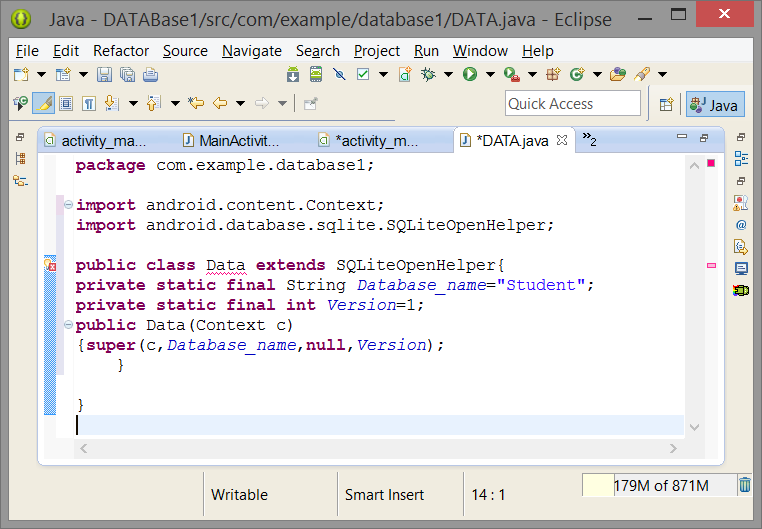 Java - DATABase1/src/com/example/database1/DATA.java - Eclipse
File Edit Refactor Source Navigate Search Project Run Window Help
Quick Access
Java
activity_ma... MainActivit... *activity_m... *DATA.java »2
package com.example.database1;
import android.content.Context;
import android.database.sqlite.SQLiteOpenHelper;
public class Data extends SQLiteOpenHelper{
private static final String Database_name="Student";
private static final int Version=1;
public Data(Context c)
{super(c,Database_name,null,Version);
}
}
Writable Smart Insert 14 : 1 179M of 871M